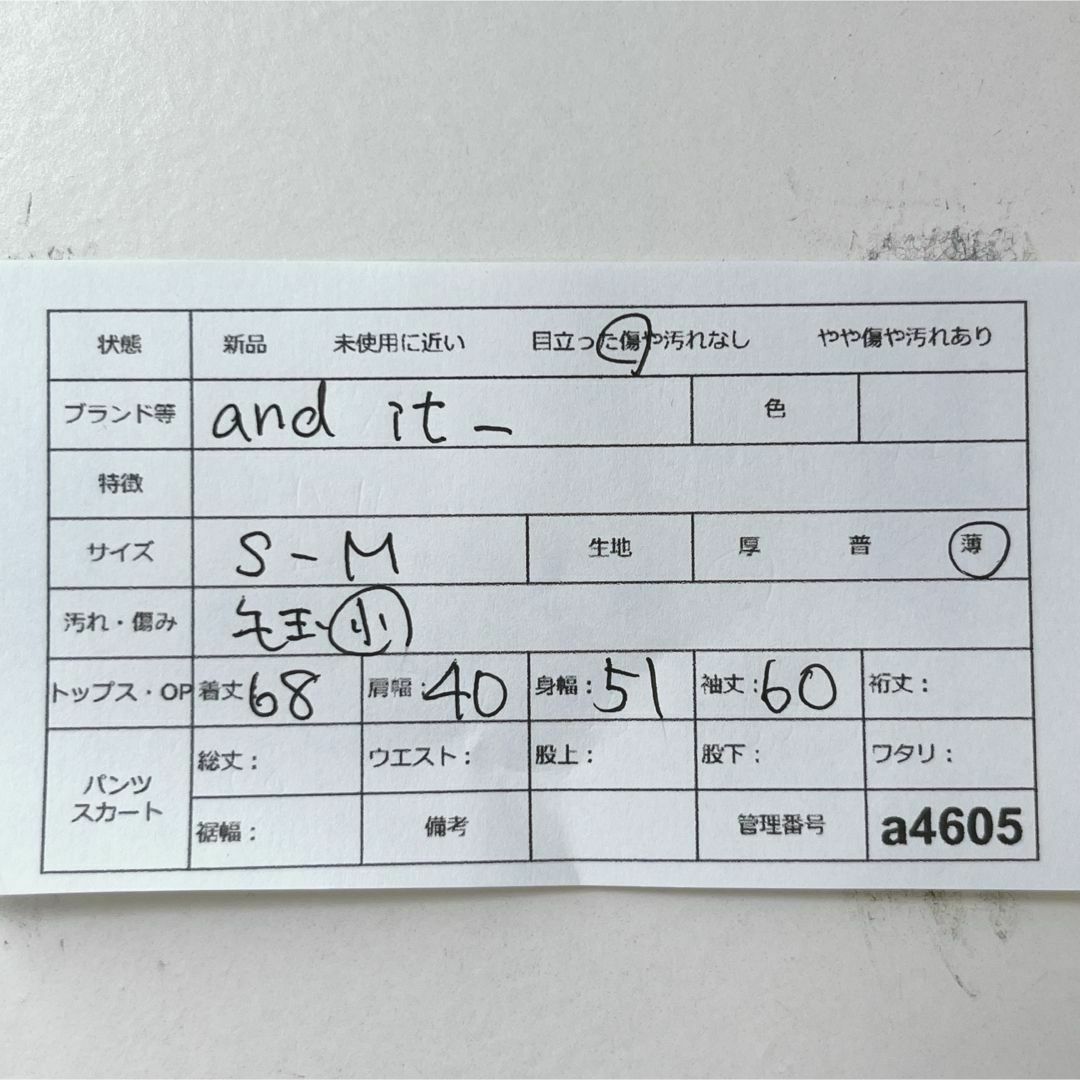 状態 新品 未使用に近い 目立った傷や汚れなし やや傷や汚れあり
ブランド等 and it_ 色
特徴
サイズ S-M 生地 厚 普 薄
汚れ・傷み 毛玉小
トップス・OP 着丈68 肩幅:40 身幅:51 袖丈:60 裄丈:
パンツ スカート 総丈: ウエスト: 股上: 股下: ワタリ:
裾幅: 備考 管理番号 a4605